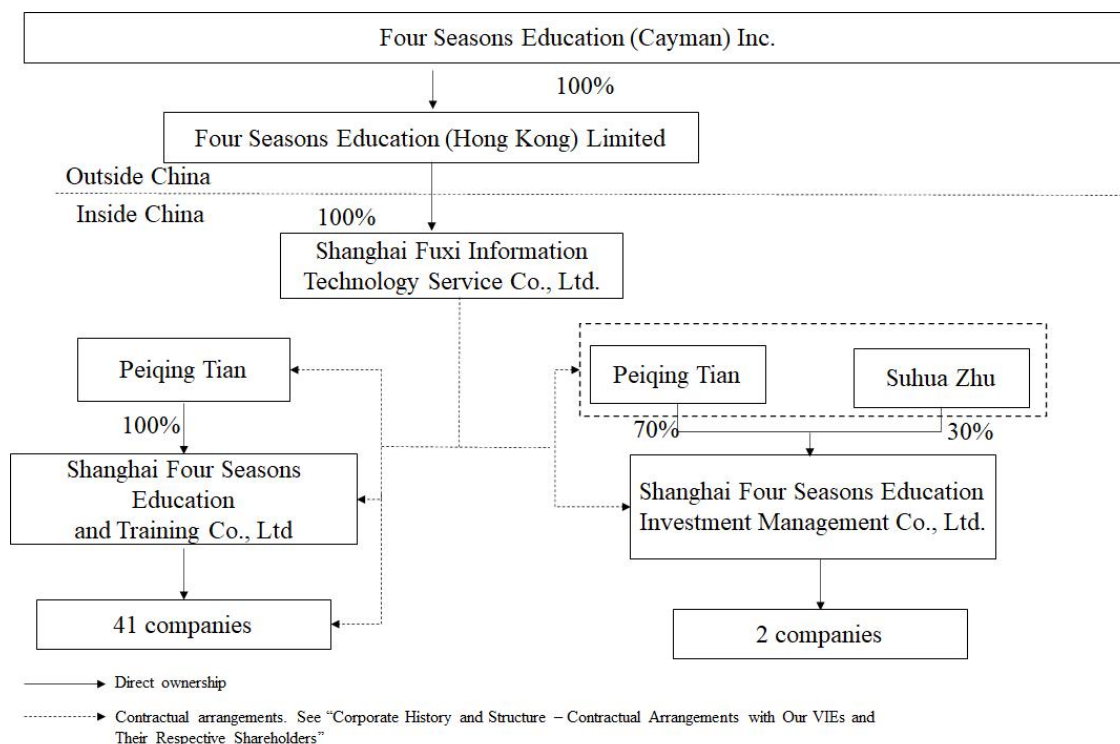 Four Seasons Education (Cayman) Inc.
100%
Four Seasons Education (Hong Kong) Limited
Outside China
Inside China
100%
Shanghai Fuxi Information
Technology Service Co., Ltd.
Peiqing Tian
Peiqing Tian
Suhua Zhu
100%
70%
30%
Shanghai Four Seasons
Education
and Training Co., Ltd
Shanghai Four Seasons Education
Investment Management Co., Ltd.
41 companies
2 companies
Direct ownership
Contractual arrangements. See “Corporate History and Structure – Contractual Arrangements with Our VIEs and
Their Respective Shareholders”